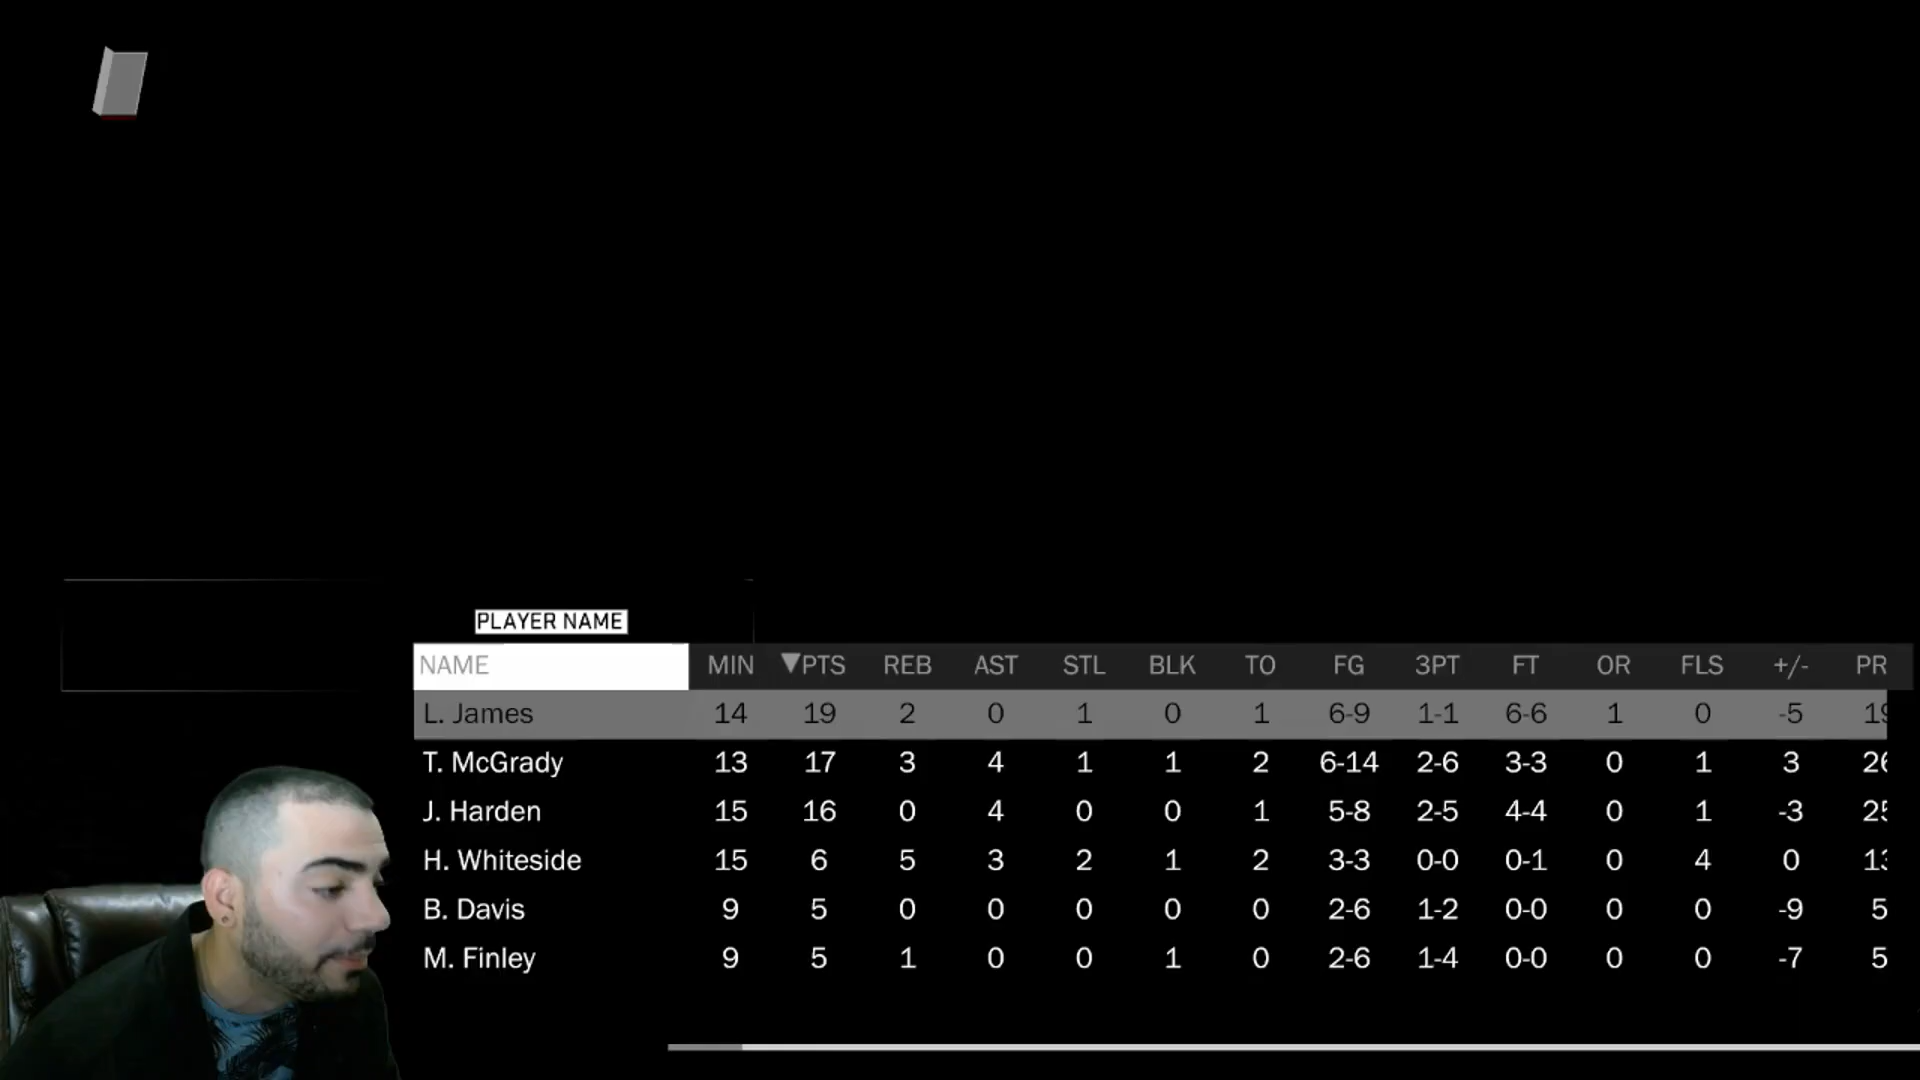 PLAYER NAME
NAME MIN ▼PTS REB AST STL BLK TO FG 3PT FT OR FLS +/- PR
L. James 14 19 2 0 1 0 1 6-9 1-1 6-6 1 0 -5
T. McGrady 13 17 3 4 1 1 2 6-14 2-6 3-3 0 1 3
J. Harden 15 16 0 4 0 0 1 5-8 2-5 4-4 0 1 -3
H. Whiteside 15 6 5 3 2 1 2 3-3 0-0 0-1 0 4 0
B. Davis 9 5 0 0 0 0 0 2-6 1-2 0-0 0 0 -9 5
M. Finley 9 5 1 0 0 1 0 2-6 1-4 0-0 0 0 -7 5